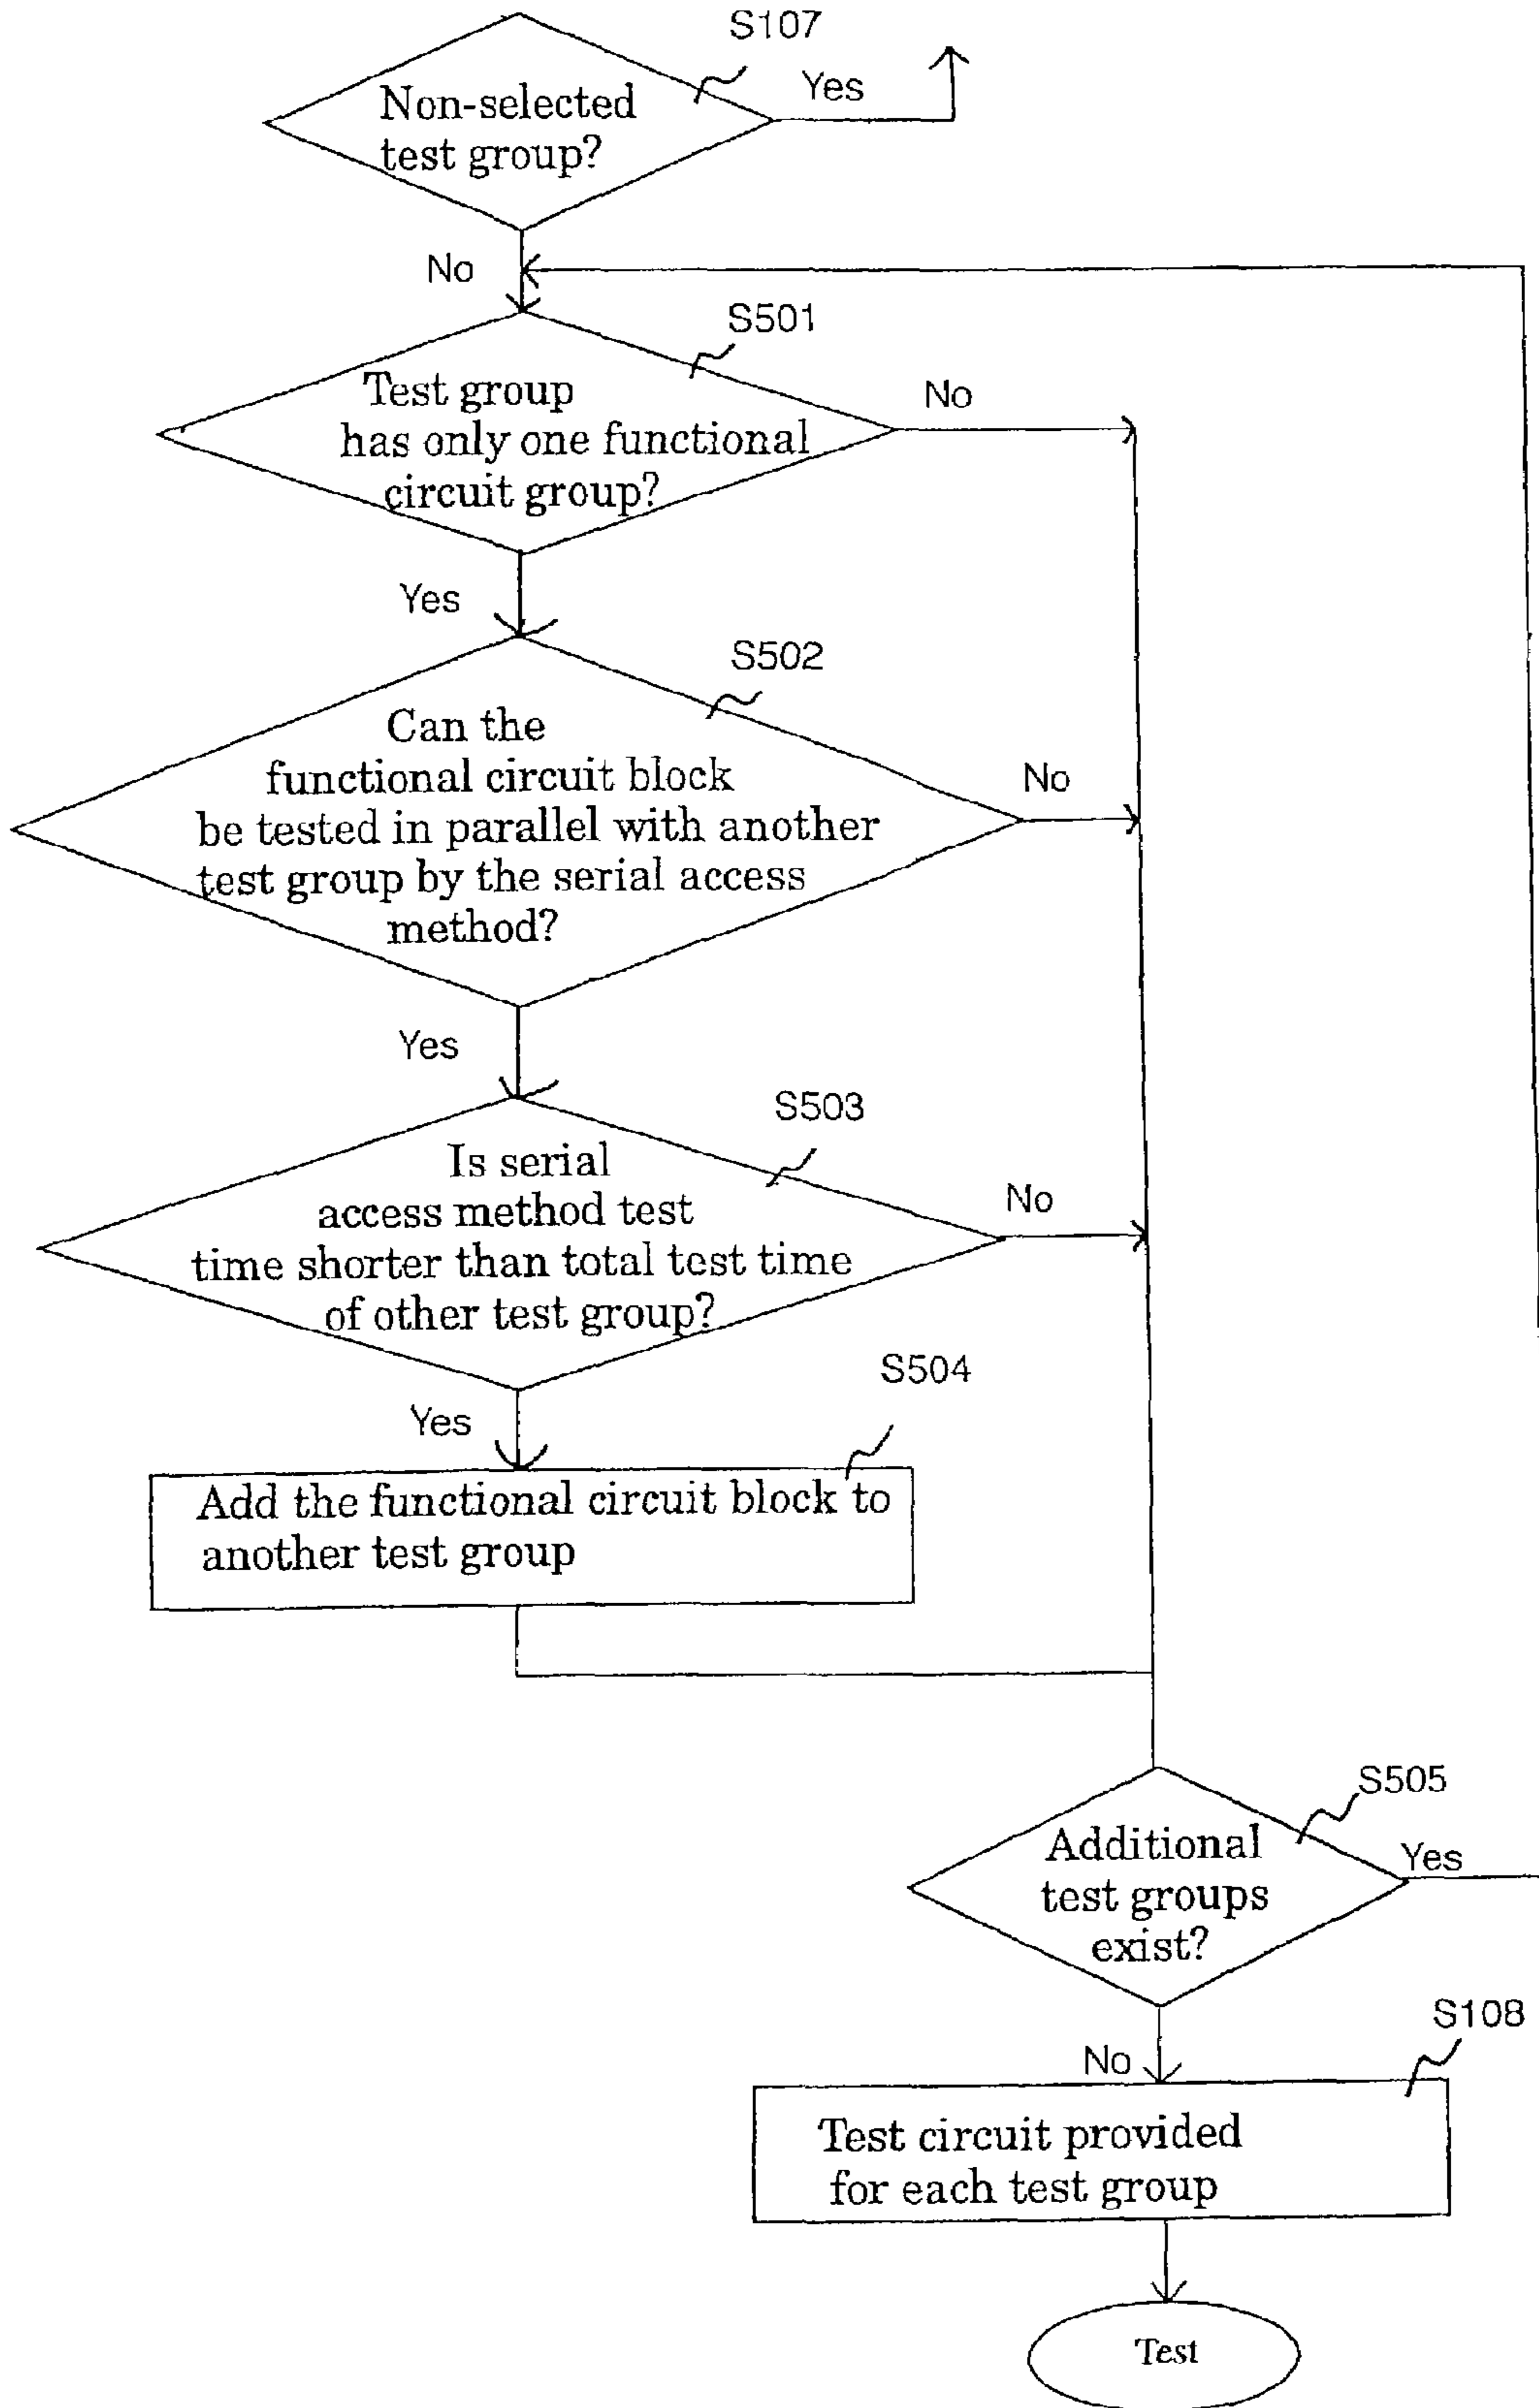 S107
Yes
Non-selected
test group?
No
S501
Test group
has only one functional
circuit group?
No
Yes
S502
Can the
functional circuit block
be tested in parallel with another
test group by the serial access
method?
No
Yes
S503
Is serial
access method test
time shorter than total test time
of other test group?
No
S504
Yes
Add the functional circuit block to
another test group
S505
Additional
test groups
exist?
Yes
S108
No
Test circuit provided
for each test group
Test